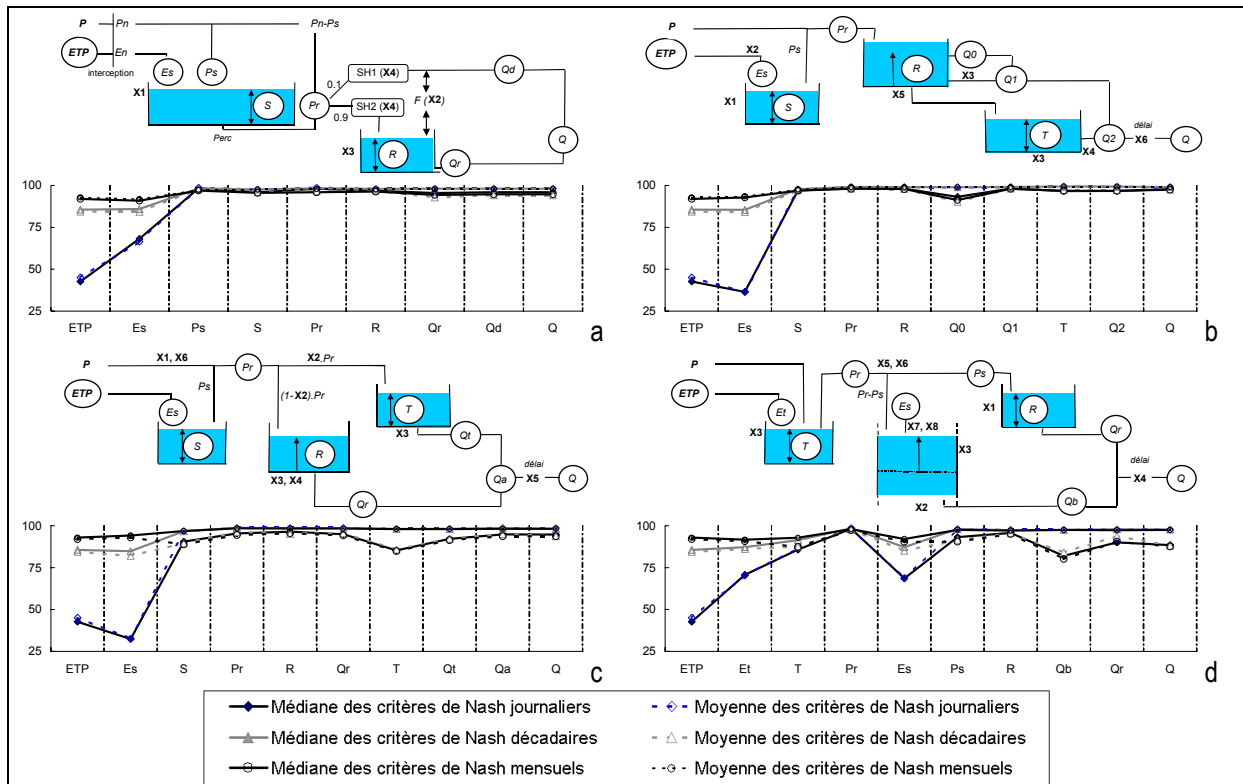 P Pn Pn-Ps
ETP En Es Ps
interception
X1 S
Perc
Pr 0.1 SH1 (X4)
0.9 SH2 (X4)
F (X2)
Qd
X3 R Qr
Q
100
75
50
25
ETP Es Ps S Pr R Qr Qd Q
a
P Pr
ETP X2 Es Ps
X1 S
R Q0
X3 Q1
X5
T
X3 X4 Q2 délai
X6 Q
100
75
50
25
ETP Es S Pr R Q0 Q1 T Q2 Q
b
P X1, X6 Pr X2.Pr
ETP Es Ps
(1-X2).Pr
S R T
X3 Qt
X3, X4
Qr Qa délai
X5 Q
100
75
50
25
ETP Es S Pr R Qr T Qt Qa Q
c
P Pr X5, X6 Ps
ETP Et Pr-Ps Es
X7, X8
X3 T X3
X1 R Qr
X2 Qb
délai
X4 Q
100
75
50
25
ETP Et T Pr Es Ps R Qb Qr Q
d
Médiane des critères de Nash journaliers
Moyenne des critères de Nash journaliers
Médiane des critères de Nash décadaires
Moyenne des critères de Nash décadaires
Médiane des critères de Nash mensuels
Moyenne des critères de Nash mensuels